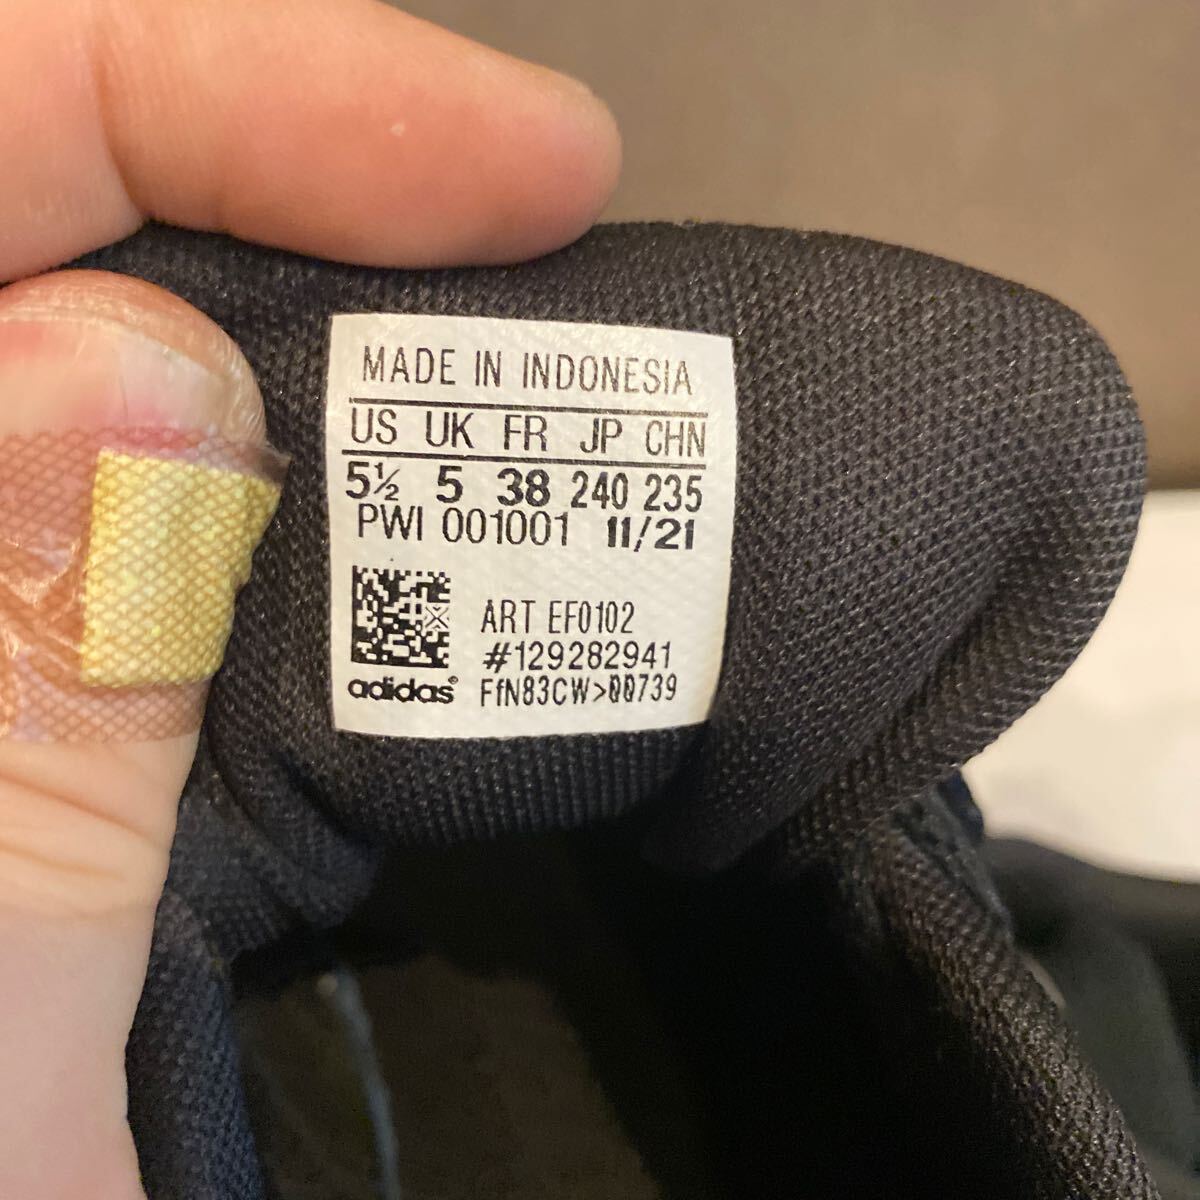 MADE IN INDONESIA
US UK FR JP CHN
5½ 5 38 240 235
PWI 001001 11/21
ART EF0102
#129282941
adidas® FfN83CW>00739